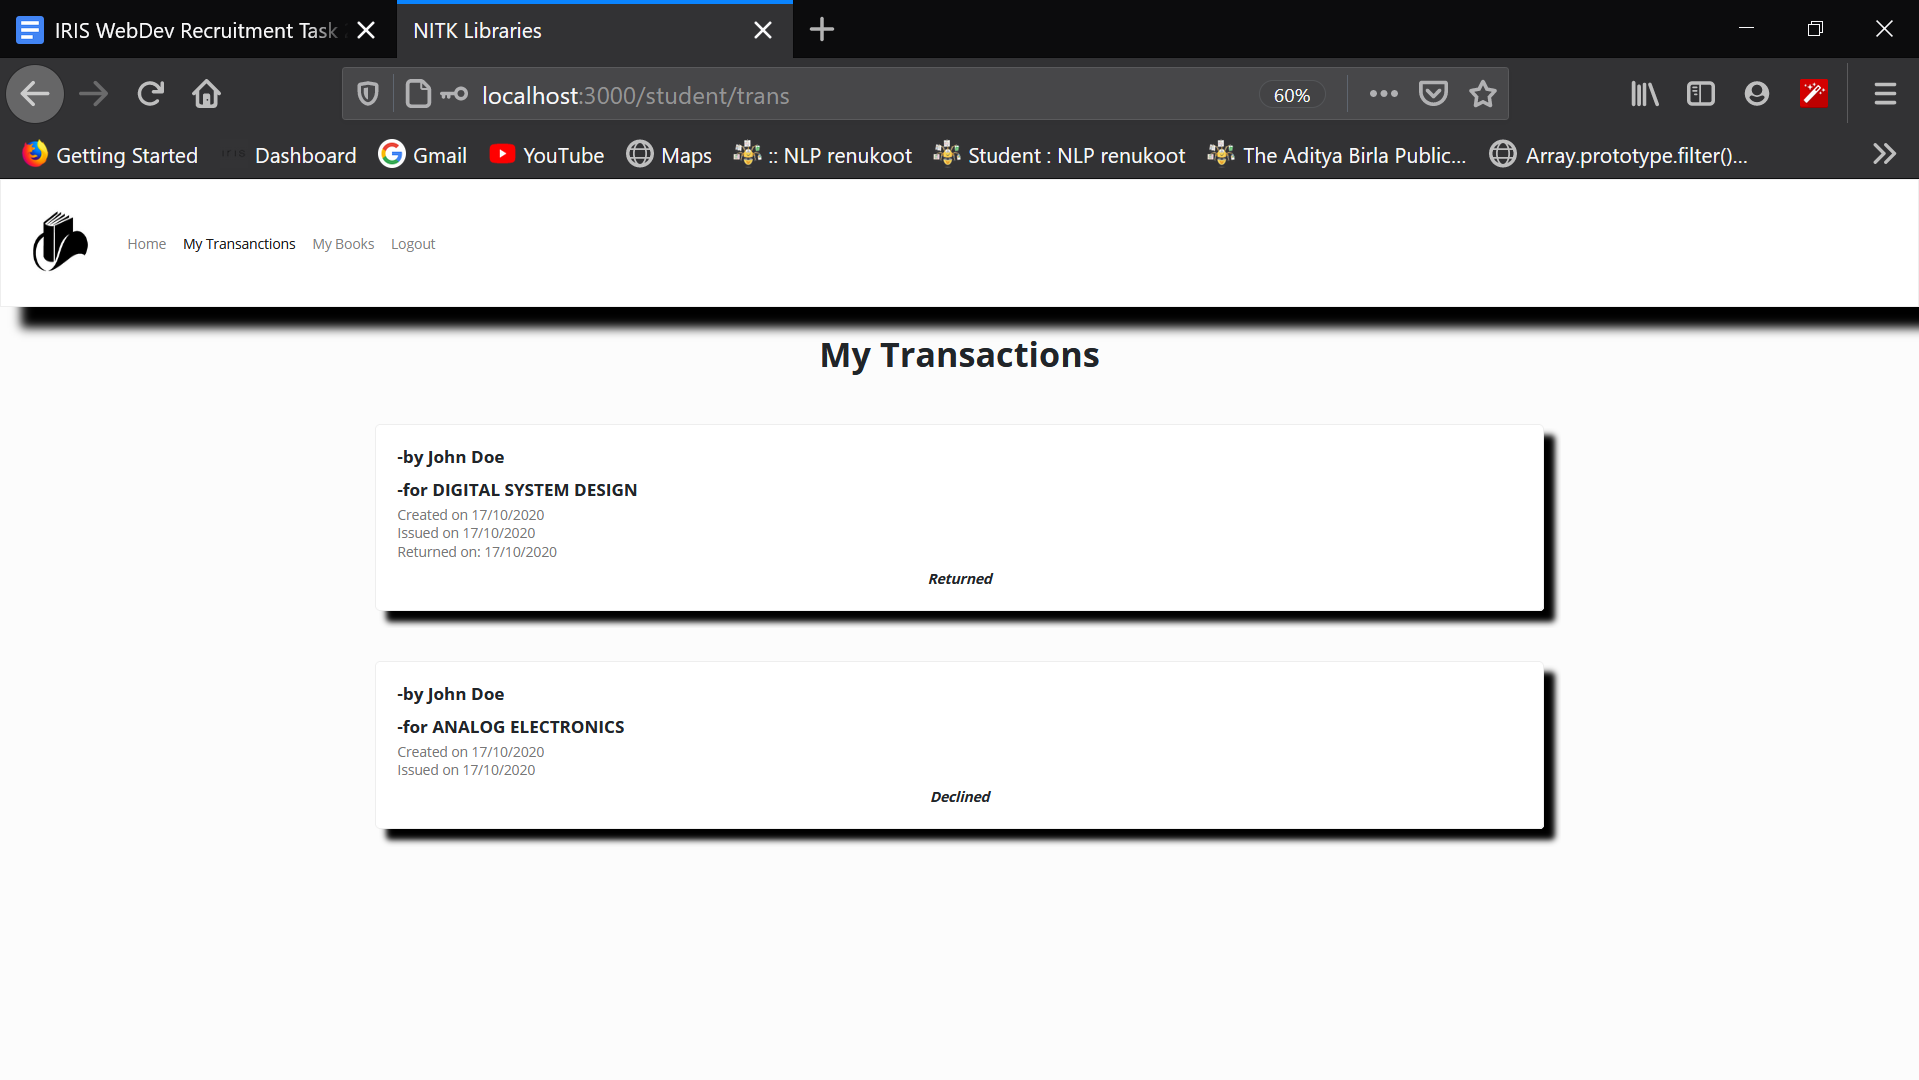 IRIS WebDev Recruitment Task
NITK Libraries
localhost:3000/student/trans
60%
Getting Started
iris Dashboard
Gmail
YouTube
Maps
:: NLP renukoot
Student : NLP renukoot
The Aditya Birla Public...
Array.prototype.filter()...
Home
My Transanctions
My Books
Logout
My Transactions
-by John Doe
-for DIGITAL SYSTEM DESIGN
Created on 17/10/2020
Issued on 17/10/2020
Returned on: 17/10/2020
Returned
-by John Doe
-for ANALOG ELECTRONICS
Created on 17/10/2020
Issued on 17/10/2020
Declined